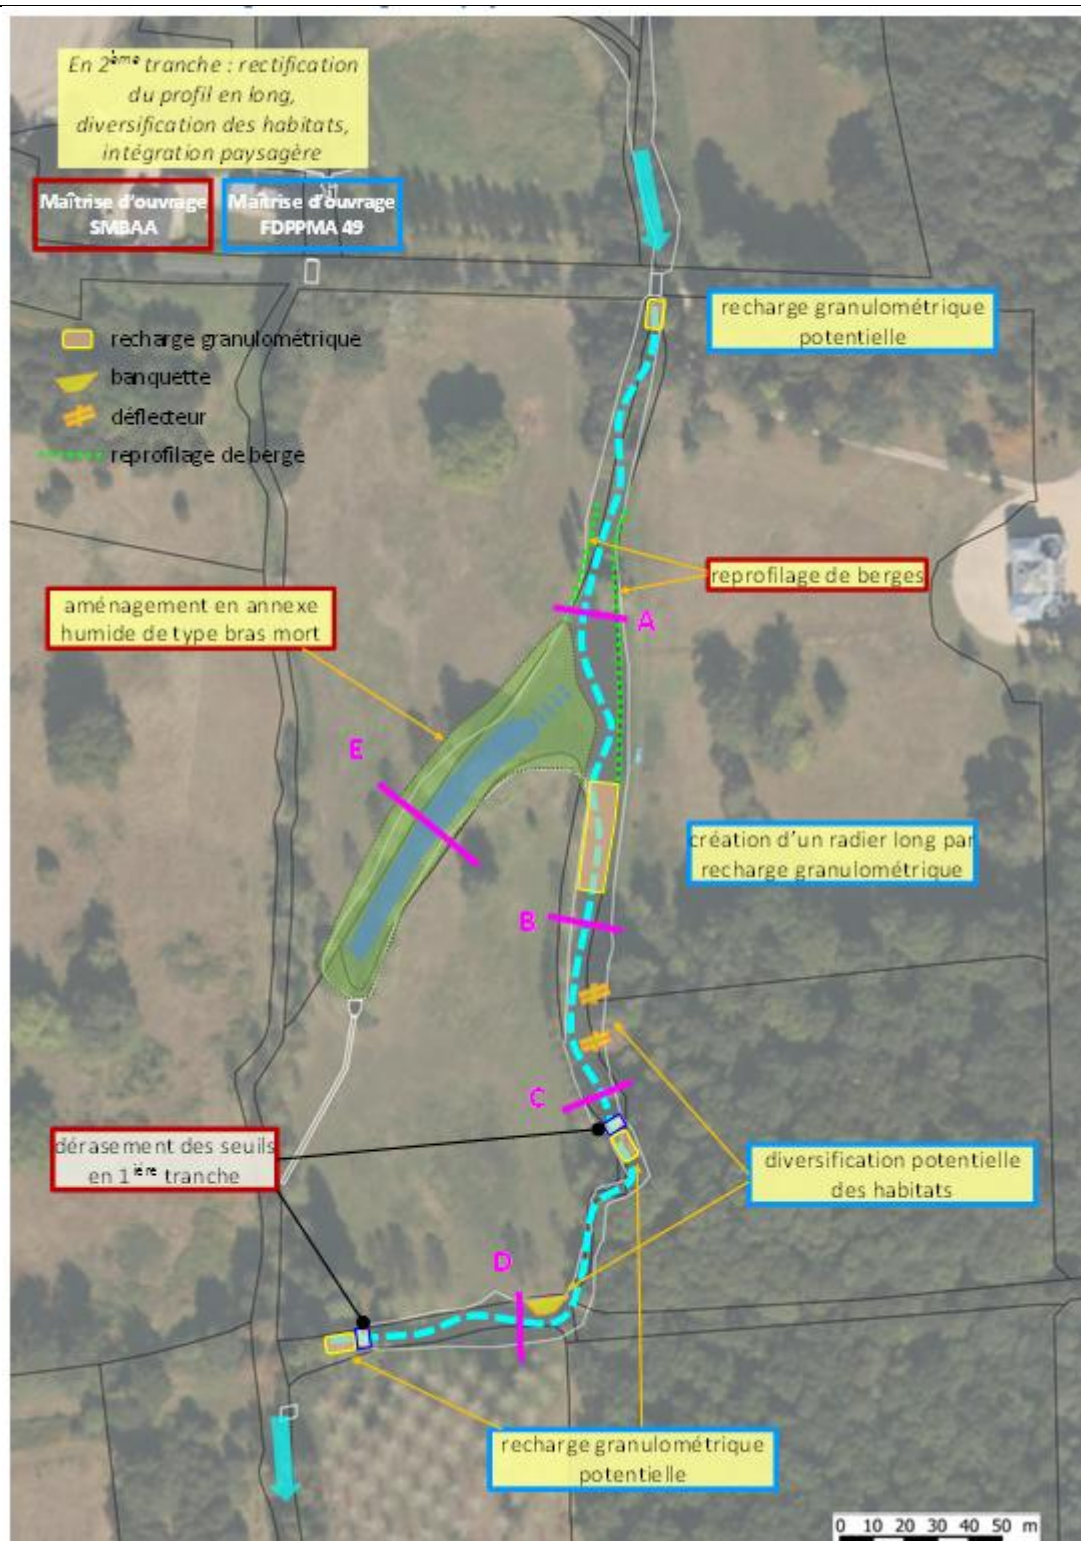 En 2ème tranche : rectification
du profil en long,
diversification des habitats,
intégration paysagère
Maîtrise d'ouvrage
SMBAA
Maîtrise d'ouvrage
FDPPMA 49
recharge granulométrique
banquette
déflecteur
reprofilage de berge
recharge granulométrique
potentielle
reprofilage de berges
aménagement en annexe
humide de type bras mort
A
E
création d'un radier long par
recharge granulométrique
B
C
dérasement des seuils
en 1ière tranche
diversification potentielle
des habitats
D
recharge granulométrique
potentielle
0 10 20 30 40 50 m